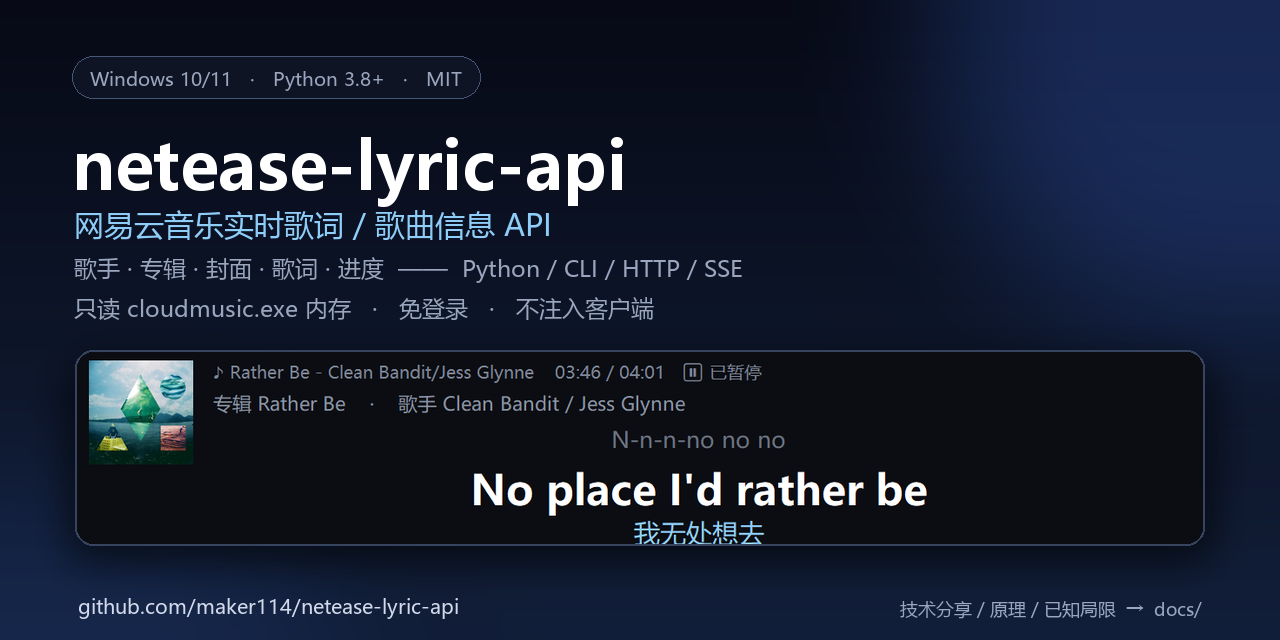 Windows 10/11 · Python 3.8+ · MIT
netease-lyric-api
网易云音乐实时歌词 / 歌曲信息 API
歌手 · 专辑 · 封面 · 歌词 · 进度 —— Python / CLI / HTTP / SSE
只读 cloudmusic.exe 内存 · 免登录 · 不注入客户端
♪ Rather Be - Clean Bandit/Jess Glynne 03:46 / 04:01 ⏸ 已暂停
专辑 Rather Be · 歌手 Clean Bandit / Jess Glynne
N-n-n-no no no
No place I'd rather be
我无处想去
github.com/maker114/netease-lyric-api
技术分享 / 原理 / 已知局限 → docs/